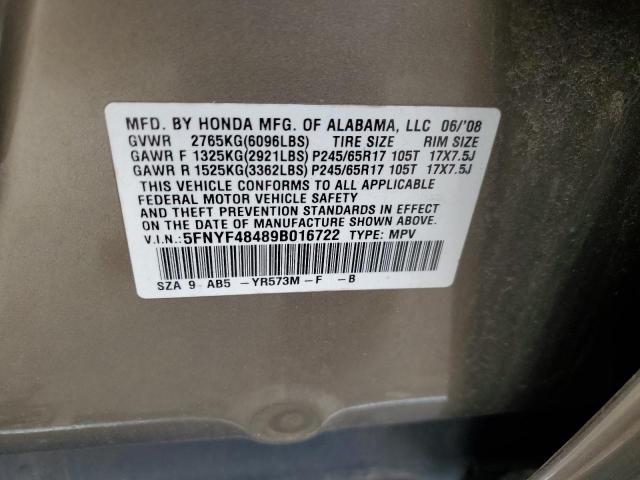 MFD. BY HONDA MFG. OF ALABAMA, LLC 06/'08
GVWR 2765KG(6096LBS) TIRE SIZE RIM SIZE
GAWR F 1325KG(2921LBS) P245/65R17 105T 17X7.5J
GAWR R 1525KG(3362LBS) P245/65R17 105T 17X7.5J
THIS VEHICLE CONFORMS TO ALL APPLICABLE
FEDERAL MOTOR VEHICLE SAFETY
AND THEFT PREVENTION STANDARDS IN EFFECT
ON THE DATE OF MANUFACTURE SHOWN ABOVE.
V.I.N.: 5FNYF48489B016722 TYPE: MPV
SZA 9 AB5 -YR573M-F -B